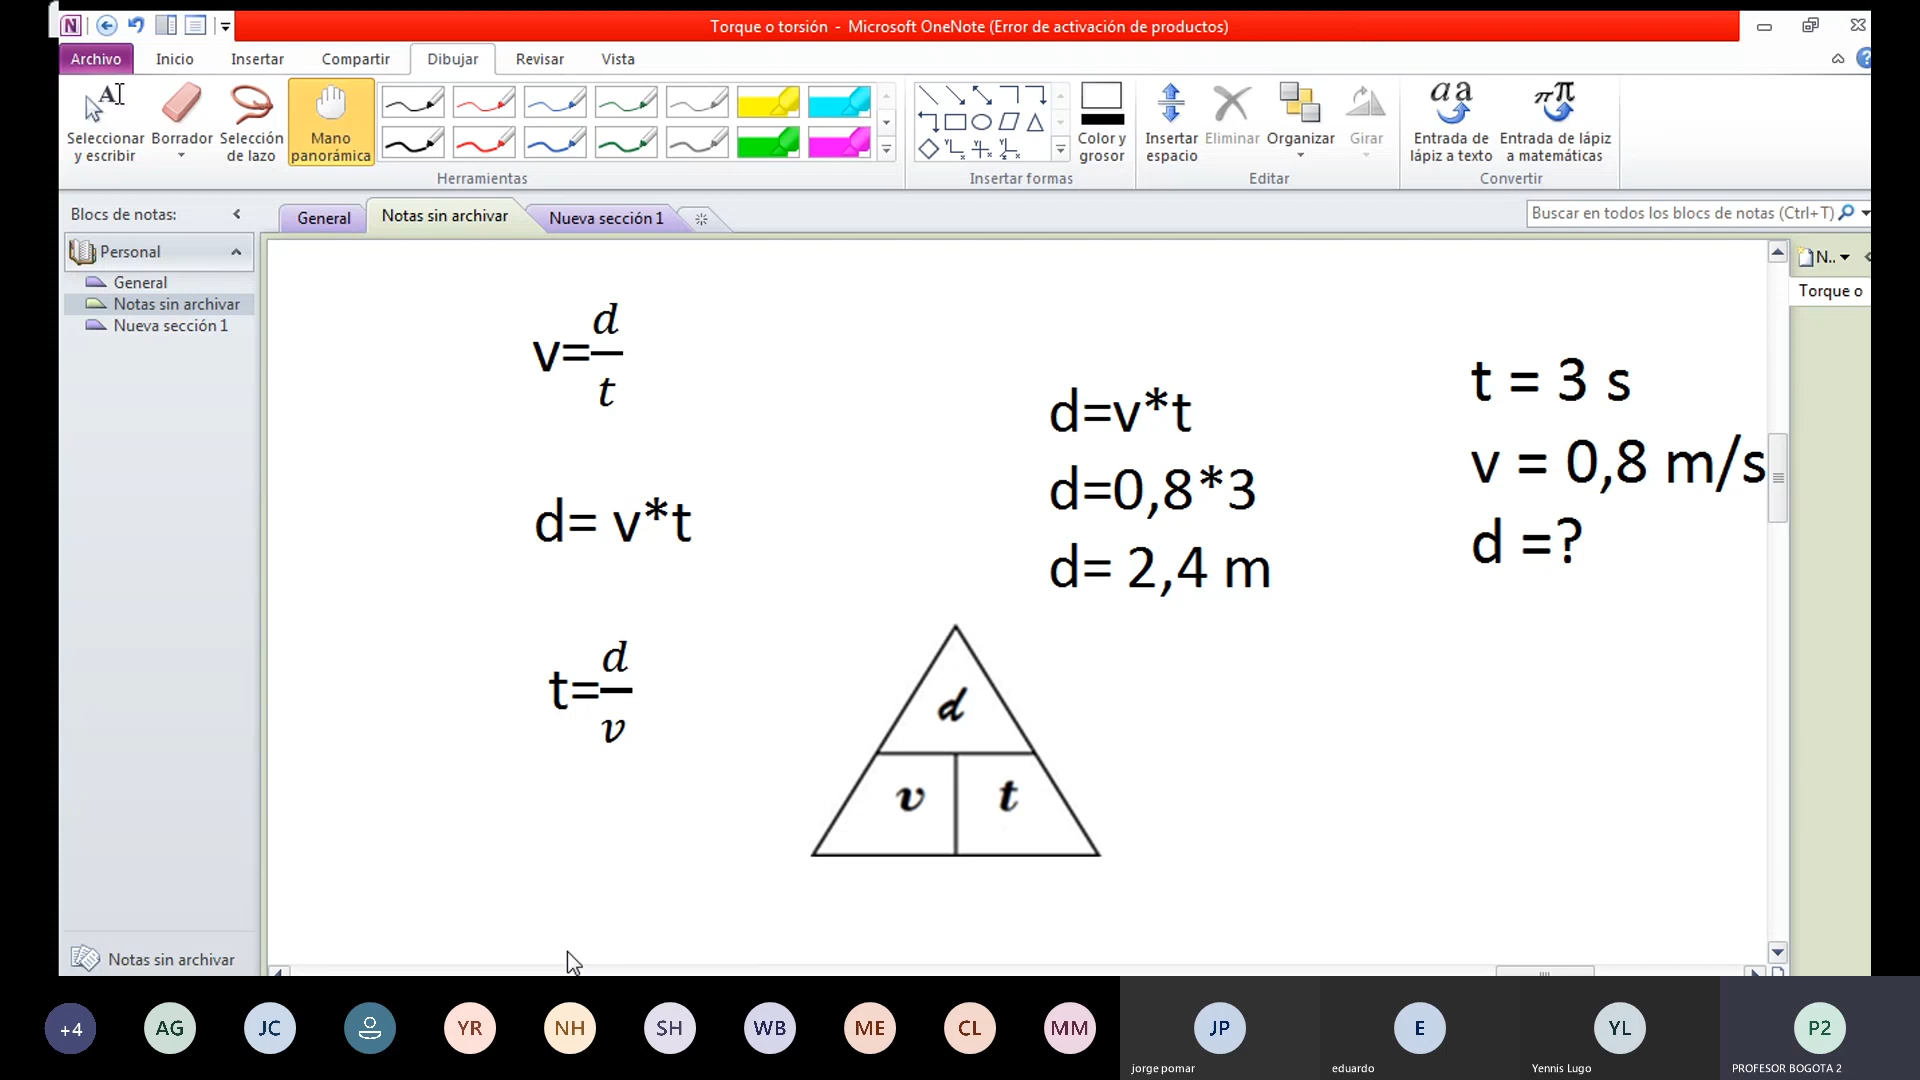 Torque o torsión - Microsoft OneNote (Error de activación de productos)
Archivo Inicio Insertar Compartir Dibujar Revisar Vista
Seleccionar y escribir
Borrador
Selección de lazo
Mano panorámica
Color y grosor
Insertar espacio
Eliminar
Organizar
Girar
Entrada de lápiz a texto
Entrada de lápiz a matemáticas
Herramientas
Insertar formas
Editar
Convertir
Blocs de notas:
General
Notas sin archivar
Nueva sección 1
Buscar en todos los blocs de notas (Ctrl+T)
Personal
General
Notas sin archivar
Nueva sección 1
N..
Torque o
v=d/t
d= v*t
t=d/v
d=v*t
d=0,8*3
d= 2,4 m
t = 3 s
v = 0,8 m/s
d =?
d
v t
Notas sin archivar
+4 AG JC YR NH SH WB ME CL MM JP E YL P2
jorge pomar
eduardo
Yennis Lugo
PROFESOR BOGOTA 2